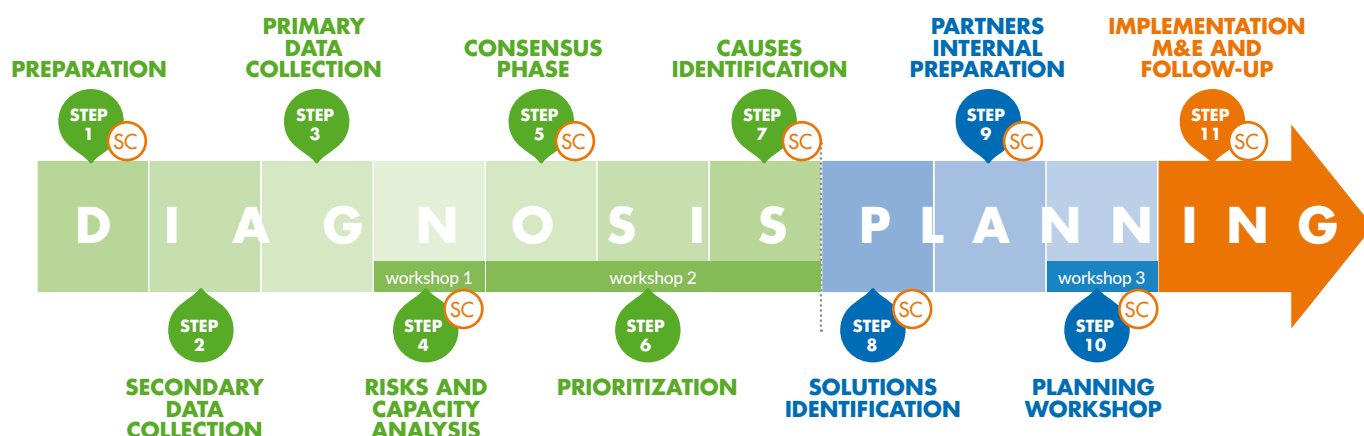 PREPARATION
PRIMARY
DATA
COLLECTION
CONSENSUS
PHASE
CAUSES
IDENTIFICATION
PARTNERS
INTERNAL
PREPARATION
IMPLEMENTATION
M&E AND
FOLLOW-UP
STEP
1
SC
STEP
3
STEP
5
SC
STEP
7
SC
STEP
9
SC
STEP
11
SC
DIAGNOSIS PLANNING
workshop 1
workshop 2
workshop 3
STEP
2
STEP
4
SC
STEP
6
STEP
8
SC
STEP
10
SC
SECONDARY
DATA
COLLECTION
RISKS AND
CAPACITY
ANALYSIS
PRIORITIZATION
SOLUTIONS
IDENTIFICATION
PLANNING
WORKSHOP